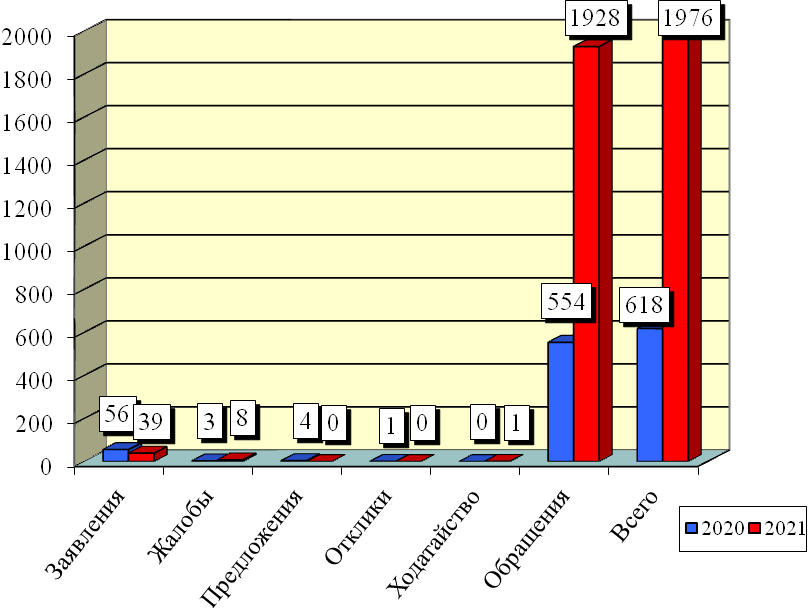 1928 1976
2000
1800
1600
1400
1200
1000
800
554 618
600
400
56 39 3 8 4 0 1 0 0 1
200
0
Заявления
Жалобы
Предложения
Отклики
Ходатайство
Обращения
Всего
2020 2021